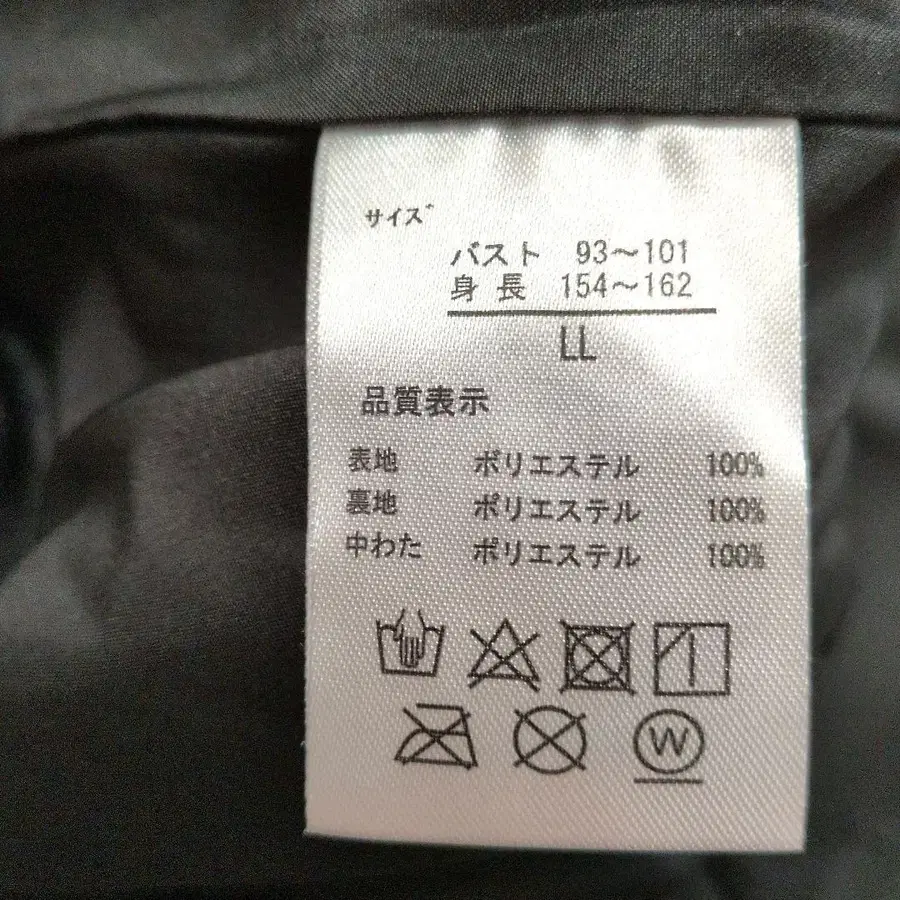 サイズ
バスト 93～101
身長 154～162
LL
品質表示
表地 ポリエステル 100%
裏地 ポリエステル 100%
中わた ポリエステル 100%
W